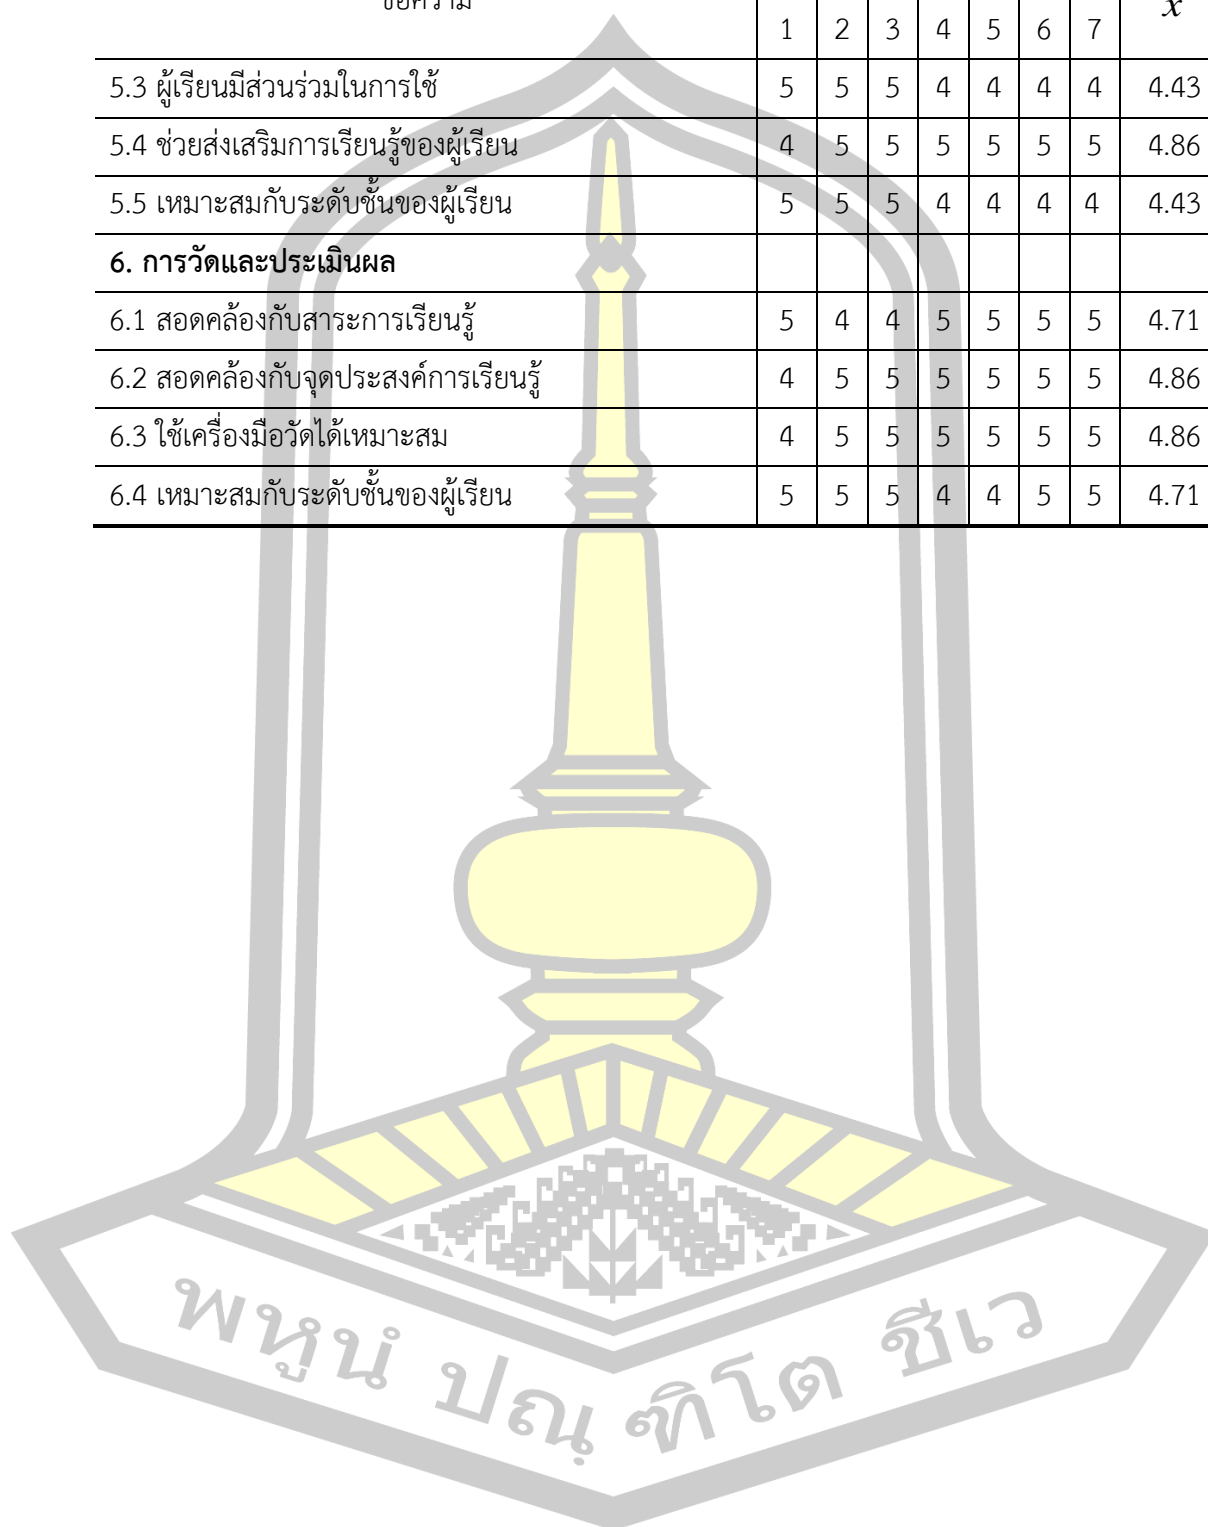 ข้อความ x
1 2 3 4 5 6 7
5.3 ผู้เรียนมีส่วนร่วมในการใช้ 5 5 5 4 4 4 4 4.43
5.4 ช่วยส่งเสริมการเรียนรู้ของผู้เรียน 4 5 5 5 5 5 5 4.86
5.5 เหมาะสมกับระดับชั้นของผู้เรียน 5 5 5 4 4 4 4 4.43
6. การวัดและประเมินผล
6.1 สอดคล้องกับสาระการเรียนรู้ 5 4 4 5 5 5 5 4.71
6.2 สอดคล้องกับจุดประสงค์การเรียนรู้ 4 5 5 5 5 5 5 4.86
6.3 ใช้เครื่องมือวัดได้เหมาะสม 4 5 5 5 5 5 5 4.86
6.4 เหมาะสมกับระดับชั้นของผู้เรียน 5 5 5 4 4 5 5 4.71
พหูนํ ปณฺฑิโต ชีเว